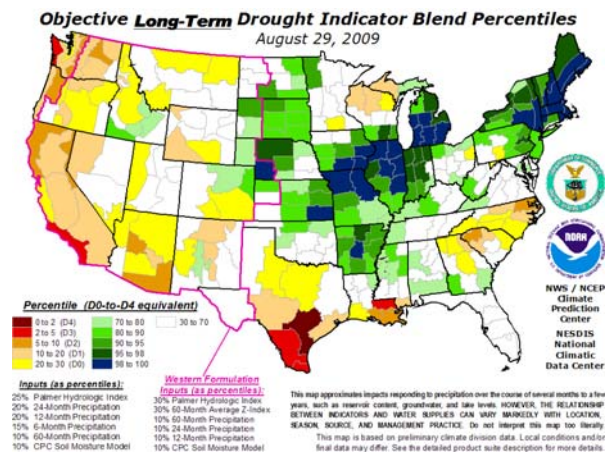 Objective Long-Term Drought Indicator Blend Percentiles
August 29, 2009
NOAA
NWS / NCEP
Climate
Prediction
Center
NESDIS
National
Climatic
Data Center
Percentile (D0-to-D4 equivalent)
0 to 2 (D4)
2 to 5 (D3)
5 to 10 (D2)
10 to 20 (D1)
20 to 30 (D0)
70 to 80
80 to 90
90 to 95
95 to 98
98 to 100
30 to 70
Inputs (as percentiles):
25% Palmer Hydrologic Index
20% 24-Month Precipitation
20% 12-Month Precipitation
15% 6-Month Precipitation
10% 60-Month Precipitation
10% CPC Soil Moisture Model
Western Formulation
Inputs (as percentiles):
30% Palmer Hydrologic Index
30% 60-Month Average Z-Index
10% 60-Month Precipitation
10% 24-Month Precipitation
10% 12-Month Precipitation
10% CPC Soil Moisture Model
This map approximates impacts responding to precipitation over the course of several months to a few
years, such as reservoir content, groundwater, and lake levels. HOWEVER, THE RELATIONSHIP
BETWEEN INDICATORS AND WATER SUPPLIES CAN VARY MARKEDLY WITH LOCATION,
SEASON, SOURCE, AND MANAGEMENT PRACTICE. Do not interpret this map too literally.
This map is based on preliminary climate division data. Local conditions and/or
final data may differ. See the detailed product suite description for more details.